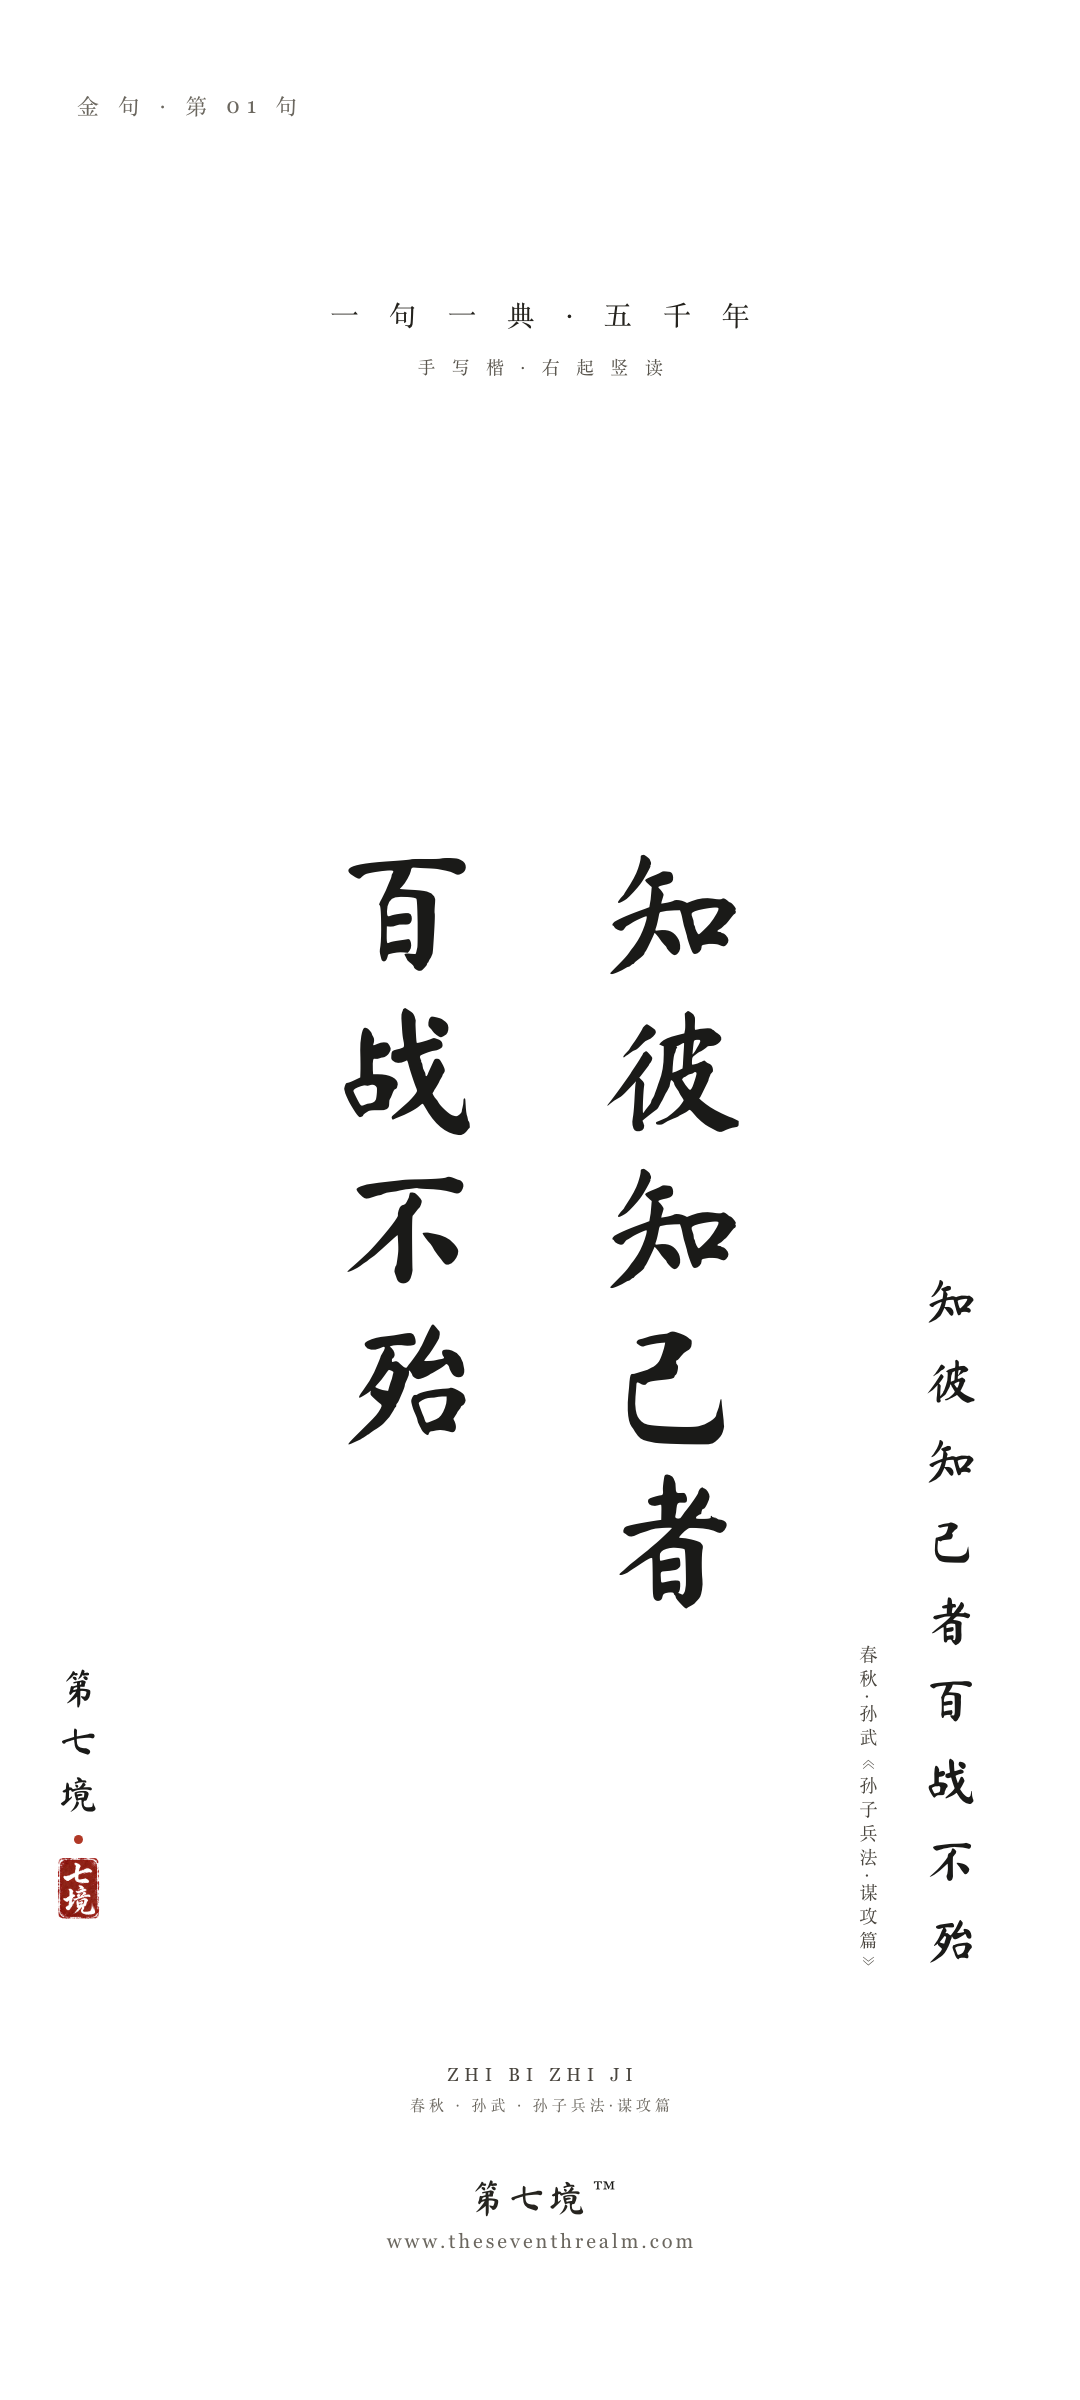 金句·第01句
一句一典·五千年
手写楷·右起竖读
知彼知己者
百战不殆
知彼知己者百战不殆
春秋·孙武《孙子兵法·谋攻篇》
第七境
七境
ZHI BI ZHI JI
春秋 · 孙武 · 孙子兵法·谋攻篇
第七境™
www.theseventhrealm.com